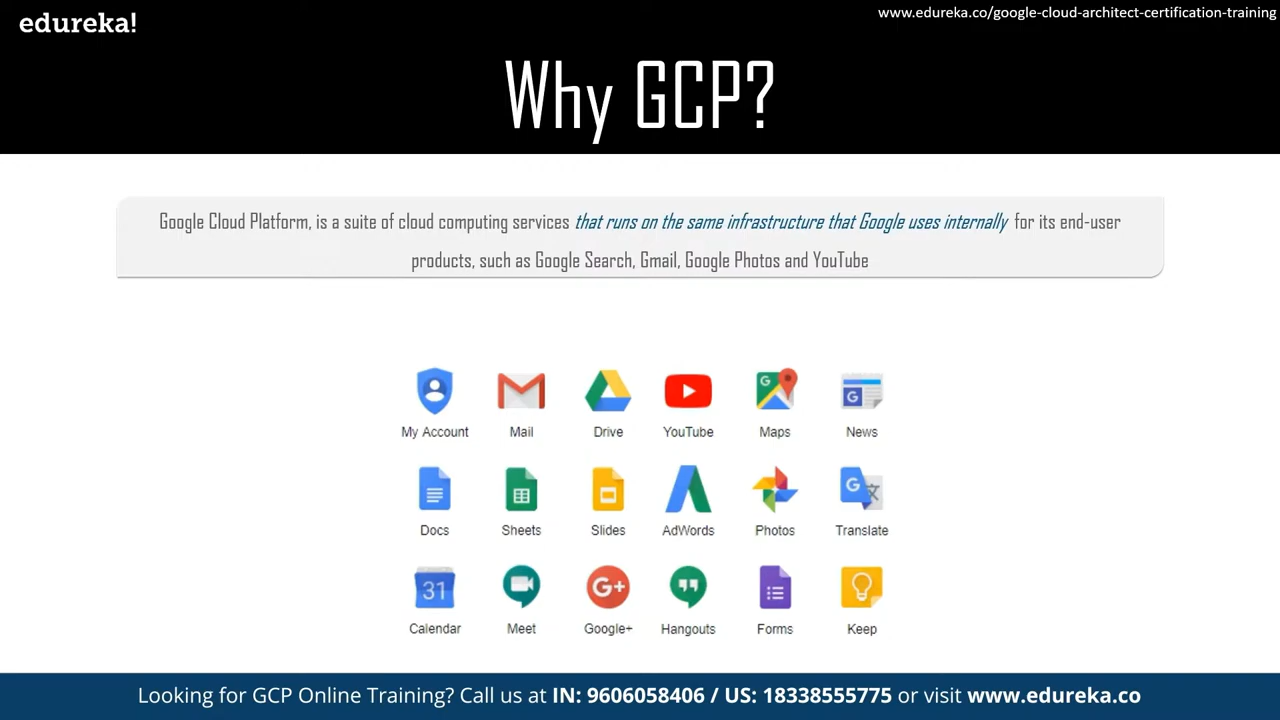 edureka!
www.edureka.co/google-cloud-architect-certification-training
Why GCP?
Google Cloud Platform, is a suite of cloud computing services that runs on the same infrastructure that Google uses internally for its end-user
products, such as Google Search, Gmail, Google Photos and YouTube
My Account Mail Drive YouTube Maps News
Docs Sheets Slides AdWords Photos Translate
31 G+
Calendar Meet Google+ Hangouts Forms Keep
Looking for GCP Online Training? Call us at IN: 9606058406 / US: 18338555775 or visit www.edureka.co